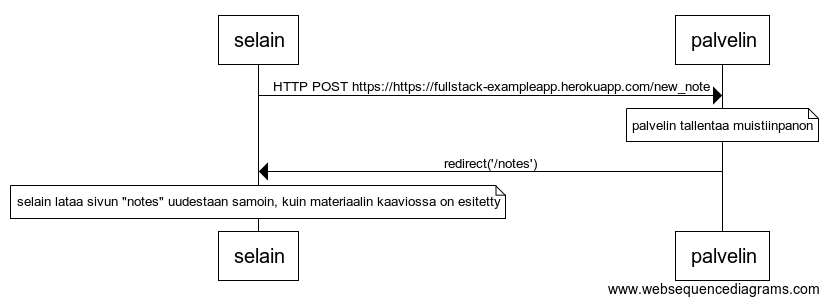 selain
palvelin
HTTP POST https://https://fullstack-exampleapp.herokuapp.com/new_note
palvelin tallentaa muistiinpanon
redirect('/notes')
selain lataa sivun "notes" uudestaan samoin, kuin materiaalin kaaviossa on esitetty
selain
palvelin
www.websequencediagrams.com